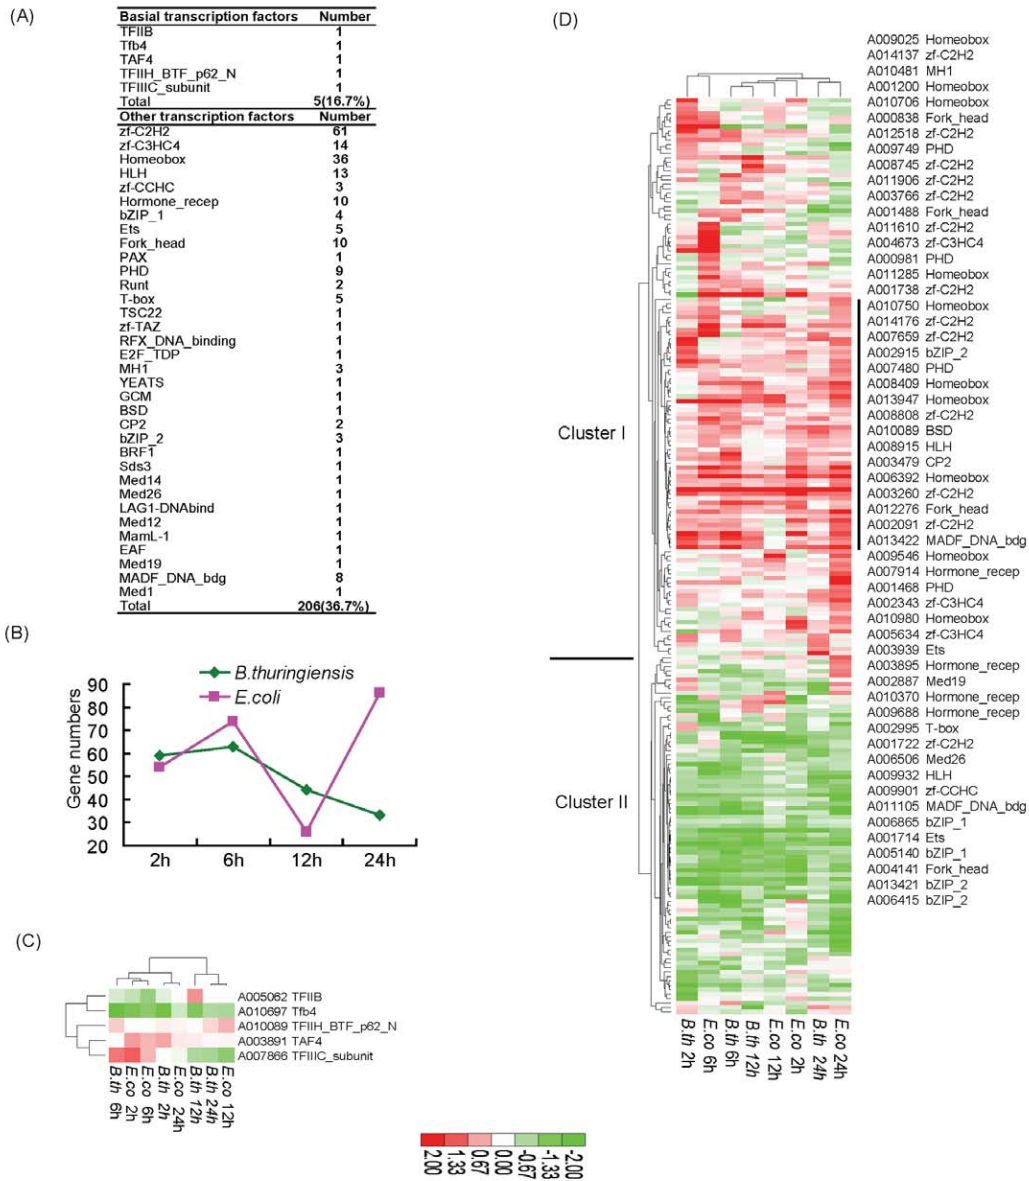 (A)
Basial transcription factors Number
TFIIB 1
Tfb4 1
TAF4 1
TFIIH_BTF_p62_N 1
TFIIIC_subunit 1
Total 5(16.7%)
Other transcription factors Number
zf-C2H2 61
zf-C3HC4 14
Homeobox 36
HLH 13
zf-CCHC 3
Hormone_recep 10
bZIP_1 4
Ets 5
Fork_head 10
PAX 1
PHD 9
Runt 2
T-box 5
TSC22 1
zf-TAZ 1
RFX_DNA_binding 1
E2F_TDP 1
MH1 3
YEATS 1
GCM 1
BSD 1
CP2 2
bZIP_2 3
BRF1 1
Sds3 1
Med14 1
Med26 1
LAG1-DNAbind 1
Med12 1
MamL-1 1
EAF 1
Med19 1
MADF_DNA_bdg 8
Med1 1
Total 206(36.7%)
(B)
B.thuringiensis
E.coli
Gene numbers
90
80
70
60
50
40
30
20
2h 6h 12h 24h
(C)
A005062 TFIIB
A010697 Tfb4
A010089 TFIIH_BTF_p62_N
A003891 TAF4
A007866 TFIIIC_subunit
B.th 6h
E.co 2h
E.co 6h
B.th 2h
E.co 24h
B.th 12h
B.th 24h
E.co 12h
(D)
A009025 Homeobox
A014137 zf-C2H2
A010481 MH1
A001200 Homeobox
A010706 Homeobox
A000838 Fork_head
A012518 zf-C2H2
A009749 PHD
A008745 zf-C2H2
A011906 zf-C2H2
A003766 zf-C2H2
A001488 Fork_head
A011610 zf-C2H2
A004673 zf-C3HC4
A000981 PHD
A011285 Homeobox
A001738 zf-C2H2
A010750 Homeobox
A014176 zf-C2H2
A007659 zf-C2H2
A002915 bZIP_2
A007480 PHD
A008409 Homeobox
A013947 Homeobox
A008808 zf-C2H2
A010089 BSD
A008915 HLH
A003479 CP2
A006392 Homeobox
A003260 zf-C2H2
A012276 Fork_head
A002091 zf-C2H2
A013422 MADF_DNA_bdg
A009546 Homeobox
A007914 Hormone_recep
A001468 PHD
A002343 zf-C3HC4
A010980 Homeobox
A005634 zf-C3HC4
A003939 Ets
A003895 Hormone_recep
A002887 Med19
A010370 Hormone_recep
A009688 Hormone_recep
A002995 T-box
A001722 zf-C2H2
A006506 Med26
A009932 HLH
A009901 zf-CCHC
A011105 MADF_DNA_bdg
A006865 bZIP_1
A001714 Ets
A005140 bZIP_1
A004141 Fork_head
A013421 bZIP_2
A006415 bZIP_2
Cluster I
Cluster II
B.th 2h
E.co 6h
B.th 6h
B.th 12h
E.co 12h
E.co 2h
B.th 24h
E.co 24h
2.00
1.33
0.67
0.00
-0.67
-1.33
-2.00